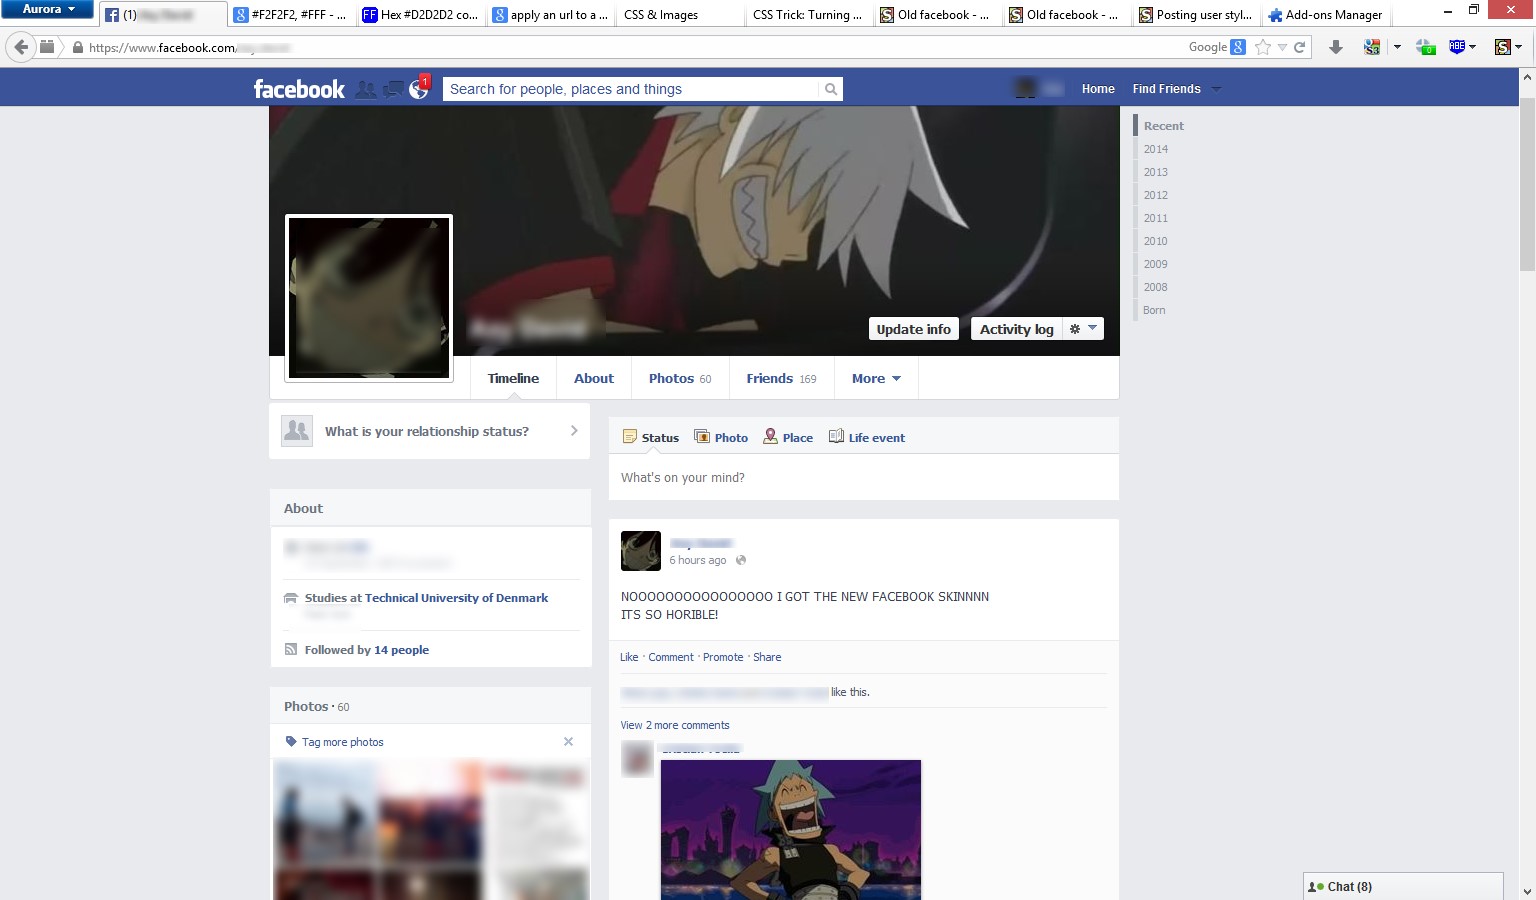 Aurora
(1)
#F2F2F2, #FFF - ...
Hex #D2D2D2 co...
apply an url to a ...
CSS & Images
CSS Trick: Turning ...
Old facebook - ...
Old facebook - ...
Posting user styl...
Add-ons Manager
https://www.facebook.com/
Google
ABE
0
facebook
1
Search for people, places and things
Home
Find Friends
Recent
2014
2013
2012
2011
2010
2009
2008
Born
Update info
Activity log
Timeline
About
Photos 60
Friends 169
More
What is your relationship status?
Status
Photo
Place
Life event
What's on your mind?
About
Studies at Technical University of Denmark
Followed by 14 people
Photos · 60
Tag more photos
6 hours ago
NOOOOOOOOOOOOOOOO I GOT THE NEW FACEBOOK SKINNNN
ITS SO HORIBLE!
Like · Comment · Promote · Share
like this.
View 2 more comments
Chat (8)